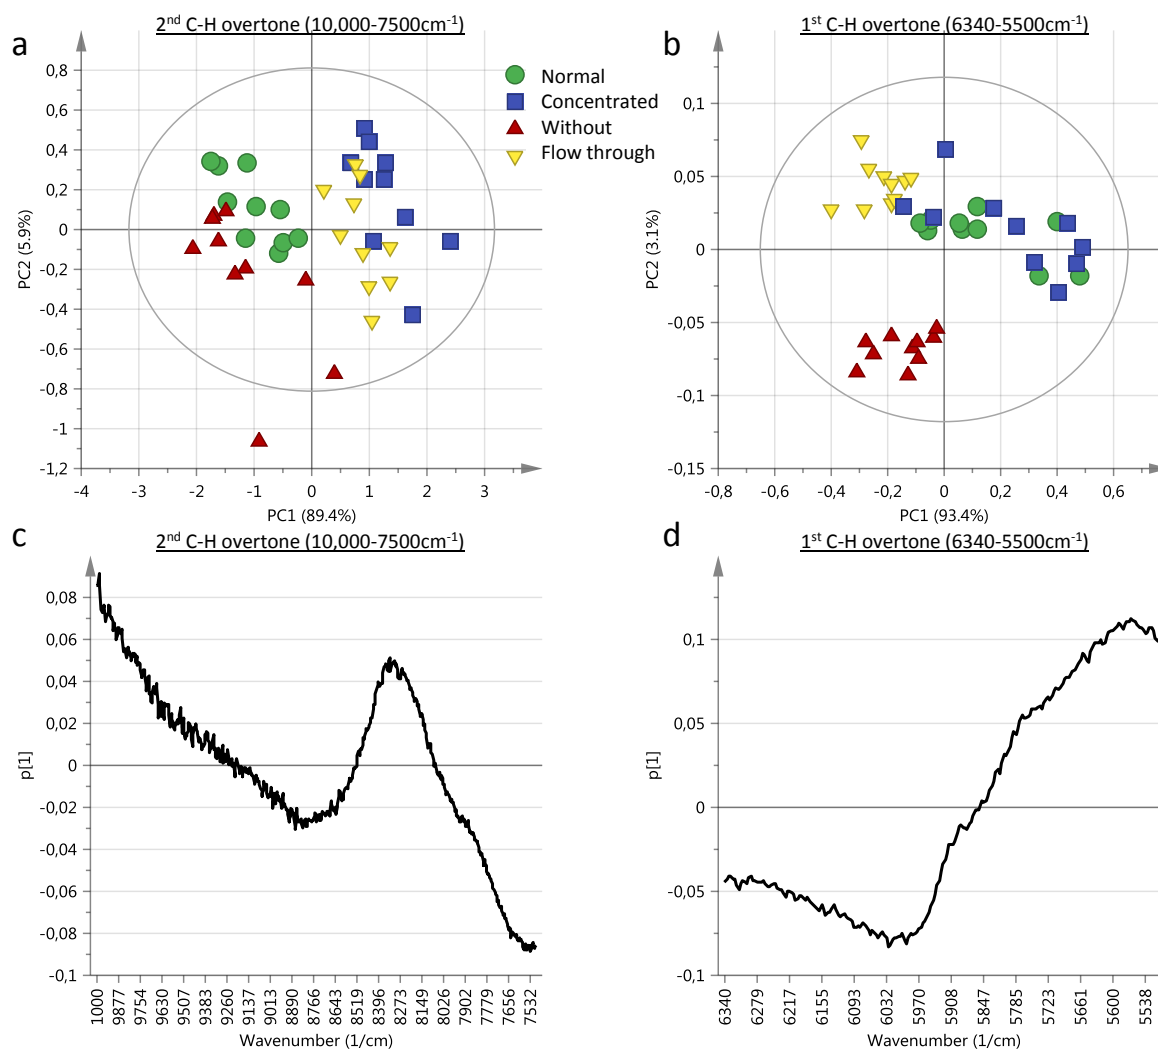 a
2nd C-H overtone (10,000-7500cm-1)
0,8
0,6
0,4
0,2
0
-0,2
-0,4
-0,6
-0,8
-1
-1,2
PC2 (5.9%)
-4 -3 -2 -1 0 1 2 3
PC1 (89.4%)
Normal
Concentrated
Without
Flow through
b
1st C-H overtone (6340-5500cm-1)
0,1
0,05
0
-0,05
-0,1
-0,15
PC2 (3.1%)
-0,8 -0,6 -0,4 -0,2 0 0,2 0,4 0,6
PC1 (93.4%)
c
2nd C-H overtone (10,000-7500cm-1)
0,08
0,06
0,04
0,02
0
-0,02
-0,04
-0,06
-0,08
-0,1
p[1]
1000 9877 9754 9630 9507 9383 9260 9136 9013 8890 8766 8643 8519 8396 8273 8149 8026 7902 7779 7656 7532
Wavenumber (1/cm)
d
1st C-H overtone (6340-5500cm-1)
0,1
0,05
0
-0,05
-0,1
p[1]
6340 6279 6217 6155 6093 6032 5970 5908 5847 5785 5723 5661 5600 5538
Wavenumber (1/cm)